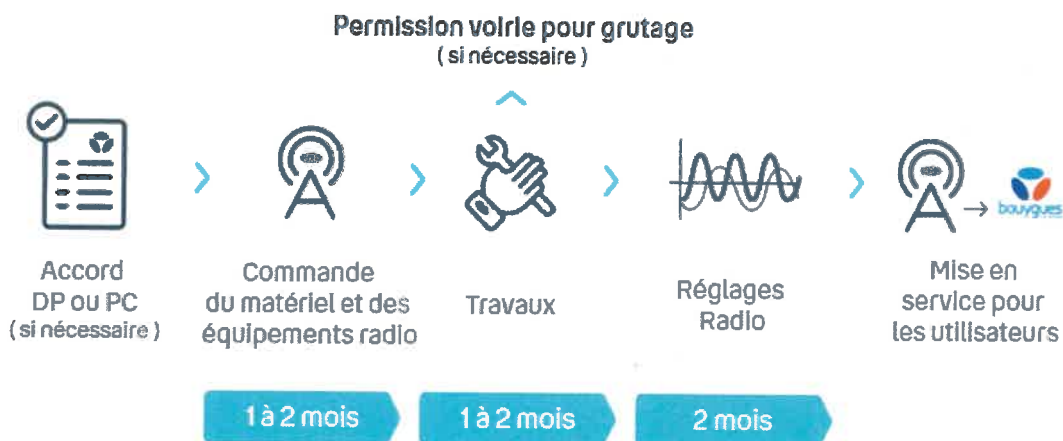 Permission voirie pour grutage
( si nécessaire )
Accord
DP ou PC
( si nécessaire )
Commande
du matériel et des
équipements radio
Travaux
Réglages
Radio
bouygues
Mise en
service pour
les utilisateurs
1 à 2 mois
1 à 2 mois
2 mois